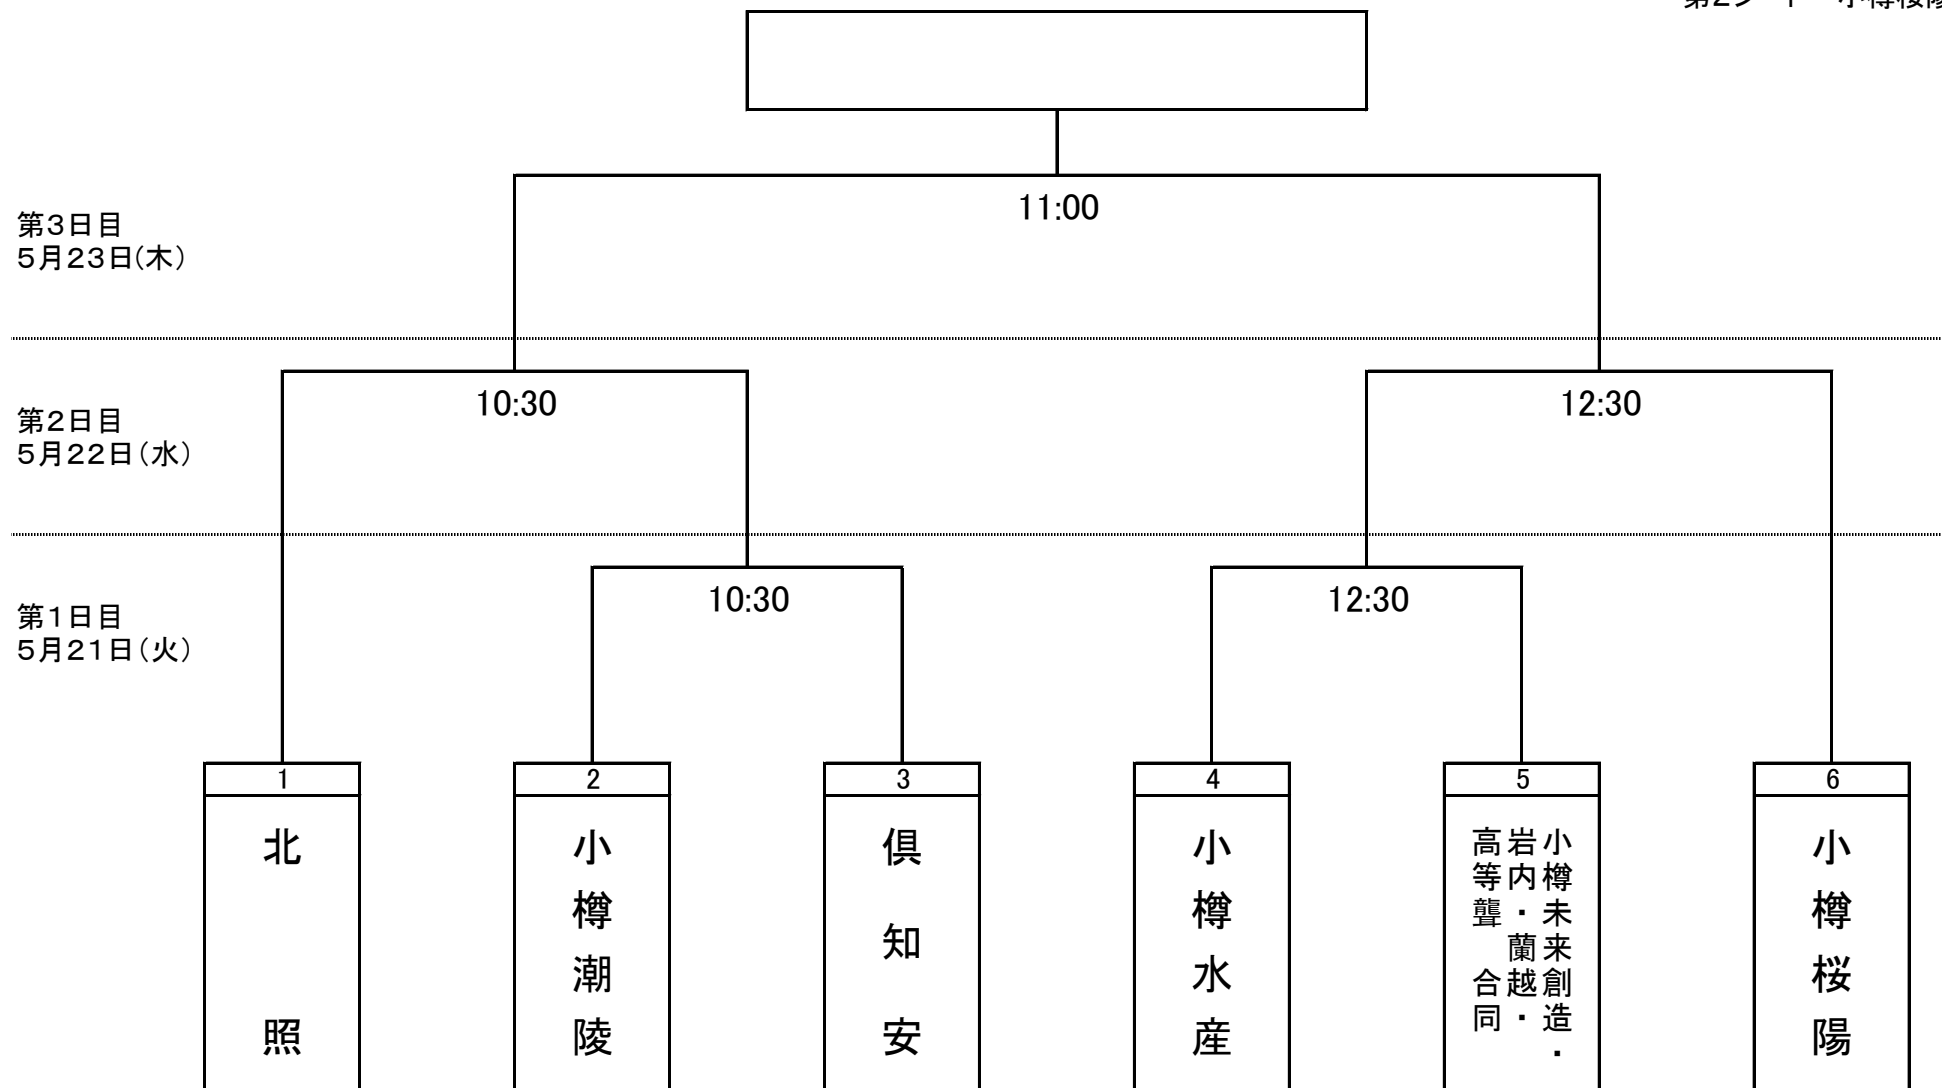 11:00
第3日目
5月23日(木)
10:30
12:30
第2日目
5月22日(水)
10:30
12:30
第1日目
5月21日(火)
1
2
3
4
5
6
北照
小樽潮陵
倶知安
小樽水産
小樽未来創造・
岩内・蘭越・
高等聾 合同
小樽桜陽